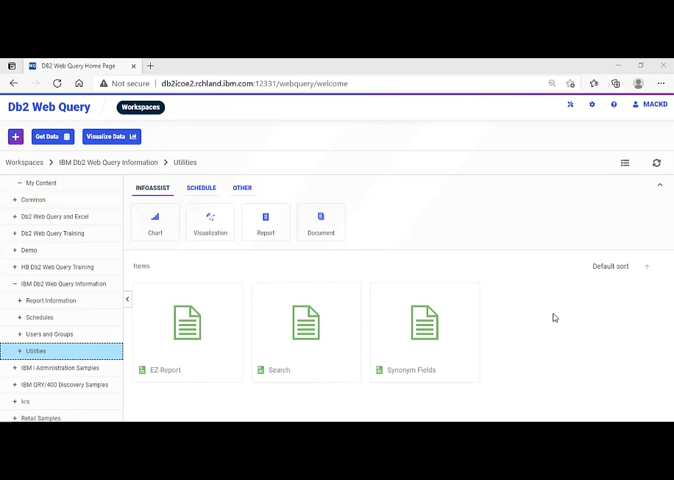 DB2 Web Query Home Page
Not secure
db2icoe2.rchland.ibm.com:12331/webquery/welcome
Db2 Web Query
Workspaces
MACKD
+
Get Data
Visualize Data
Workspaces > IBM Db2 Web Query Information > Utilities
My Content
Common
Db2 Web Query and Excel
Db2 Web Query Training
Demo
HB Db2 Web Query Training
IBM Db2 Web Query Information
Report Information
Schedules
Users and Groups
Utilities
IBM i Administration Samples
IBM QRY/400 Discovery Samples
krs
Retail Samples
INFOASSIST
SCHEDULE
OTHER
Chart
Visualization
Report
Document
Items
Default sort
EZ-Report
Search
Synonym Fields